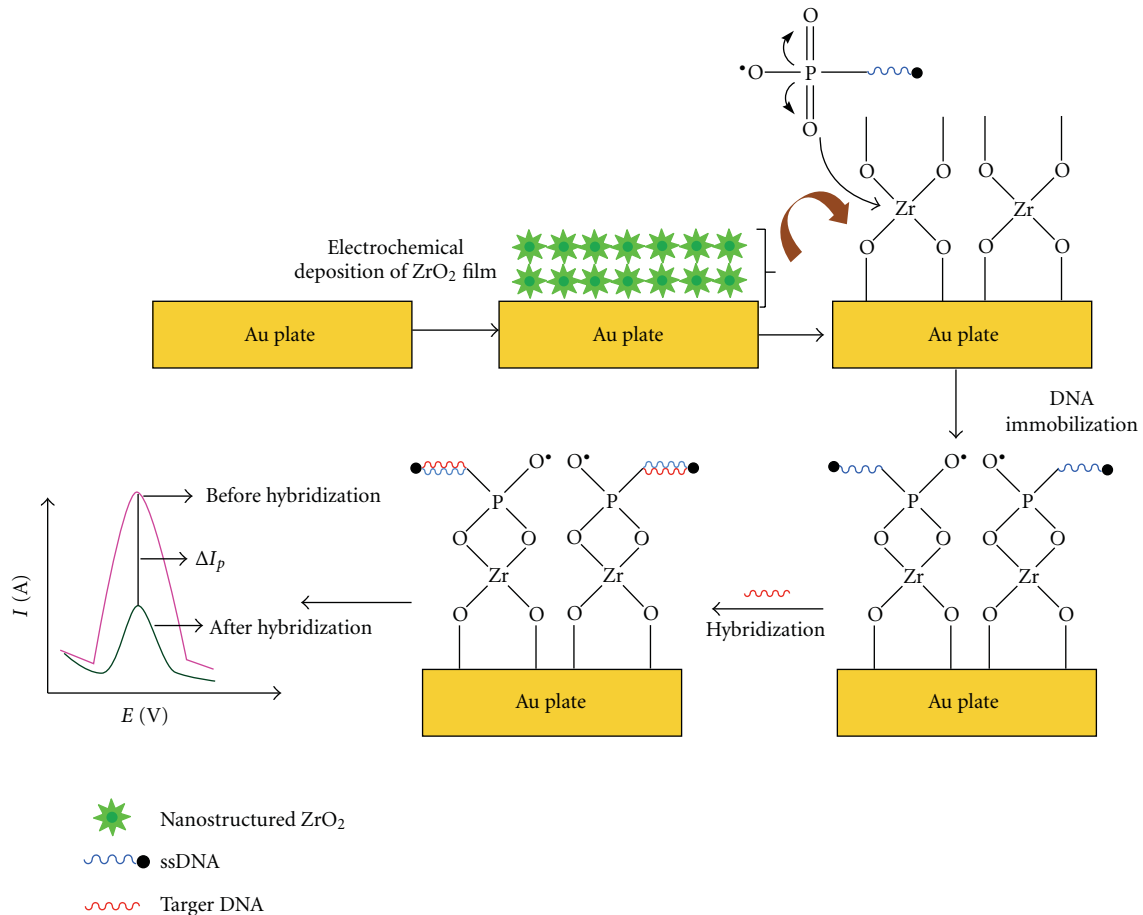 O
•O
P
O
O
O
O
O
Zr
Zr
O
O
O
O
Electrochemical
deposition of ZrO₂ film
Au plate
Au plate
Au plate
DNA
immobilization
O•
O•
P
P
O
O
O
O
Zr
Zr
O
O
O
O
Au plate
Hybridization
O•
O•
P
P
O
O
O
O
Zr
Zr
O
O
O
O
Au plate
Before hybridization
ΔIₚ
After hybridization
I (A)
E (V)
Nanostructured ZrO₂
ssDNA
Targer DNA